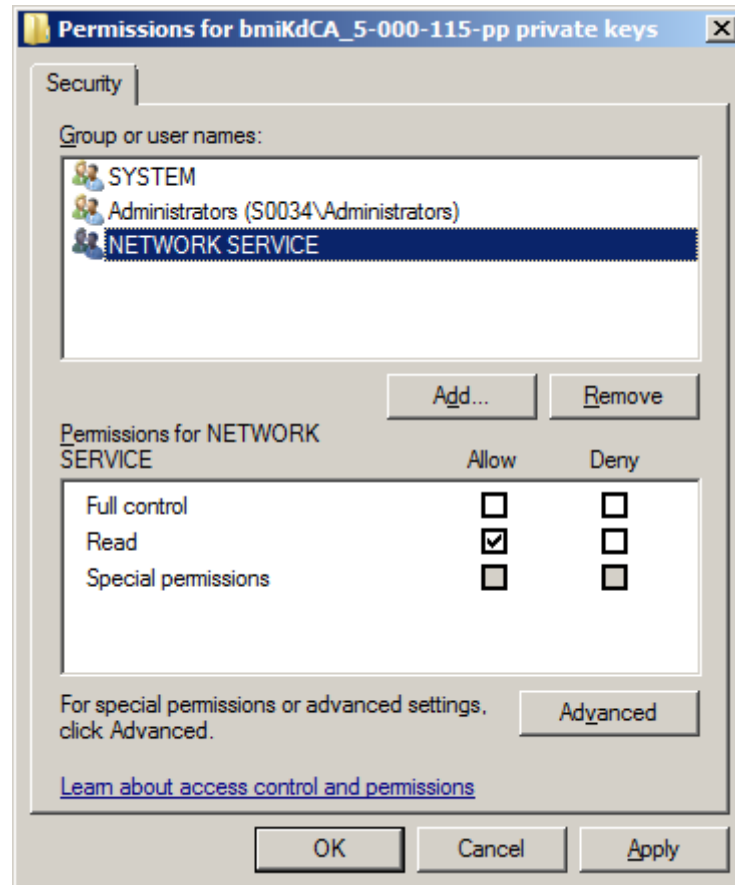 Permissions for bmiKdCA_5-000-115-pp private keys
Security
Group or user names:
SYSTEM
Administrators (S0034\Administrators)
NETWORK SERVICE
Add...
Remove
Permissions for NETWORK
SERVICE
Allow
Deny
Full control
Read
Special permissions
For special permissions or advanced settings,
click Advanced.
Advanced
Learn about access control and permissions
OK
Cancel
Apply